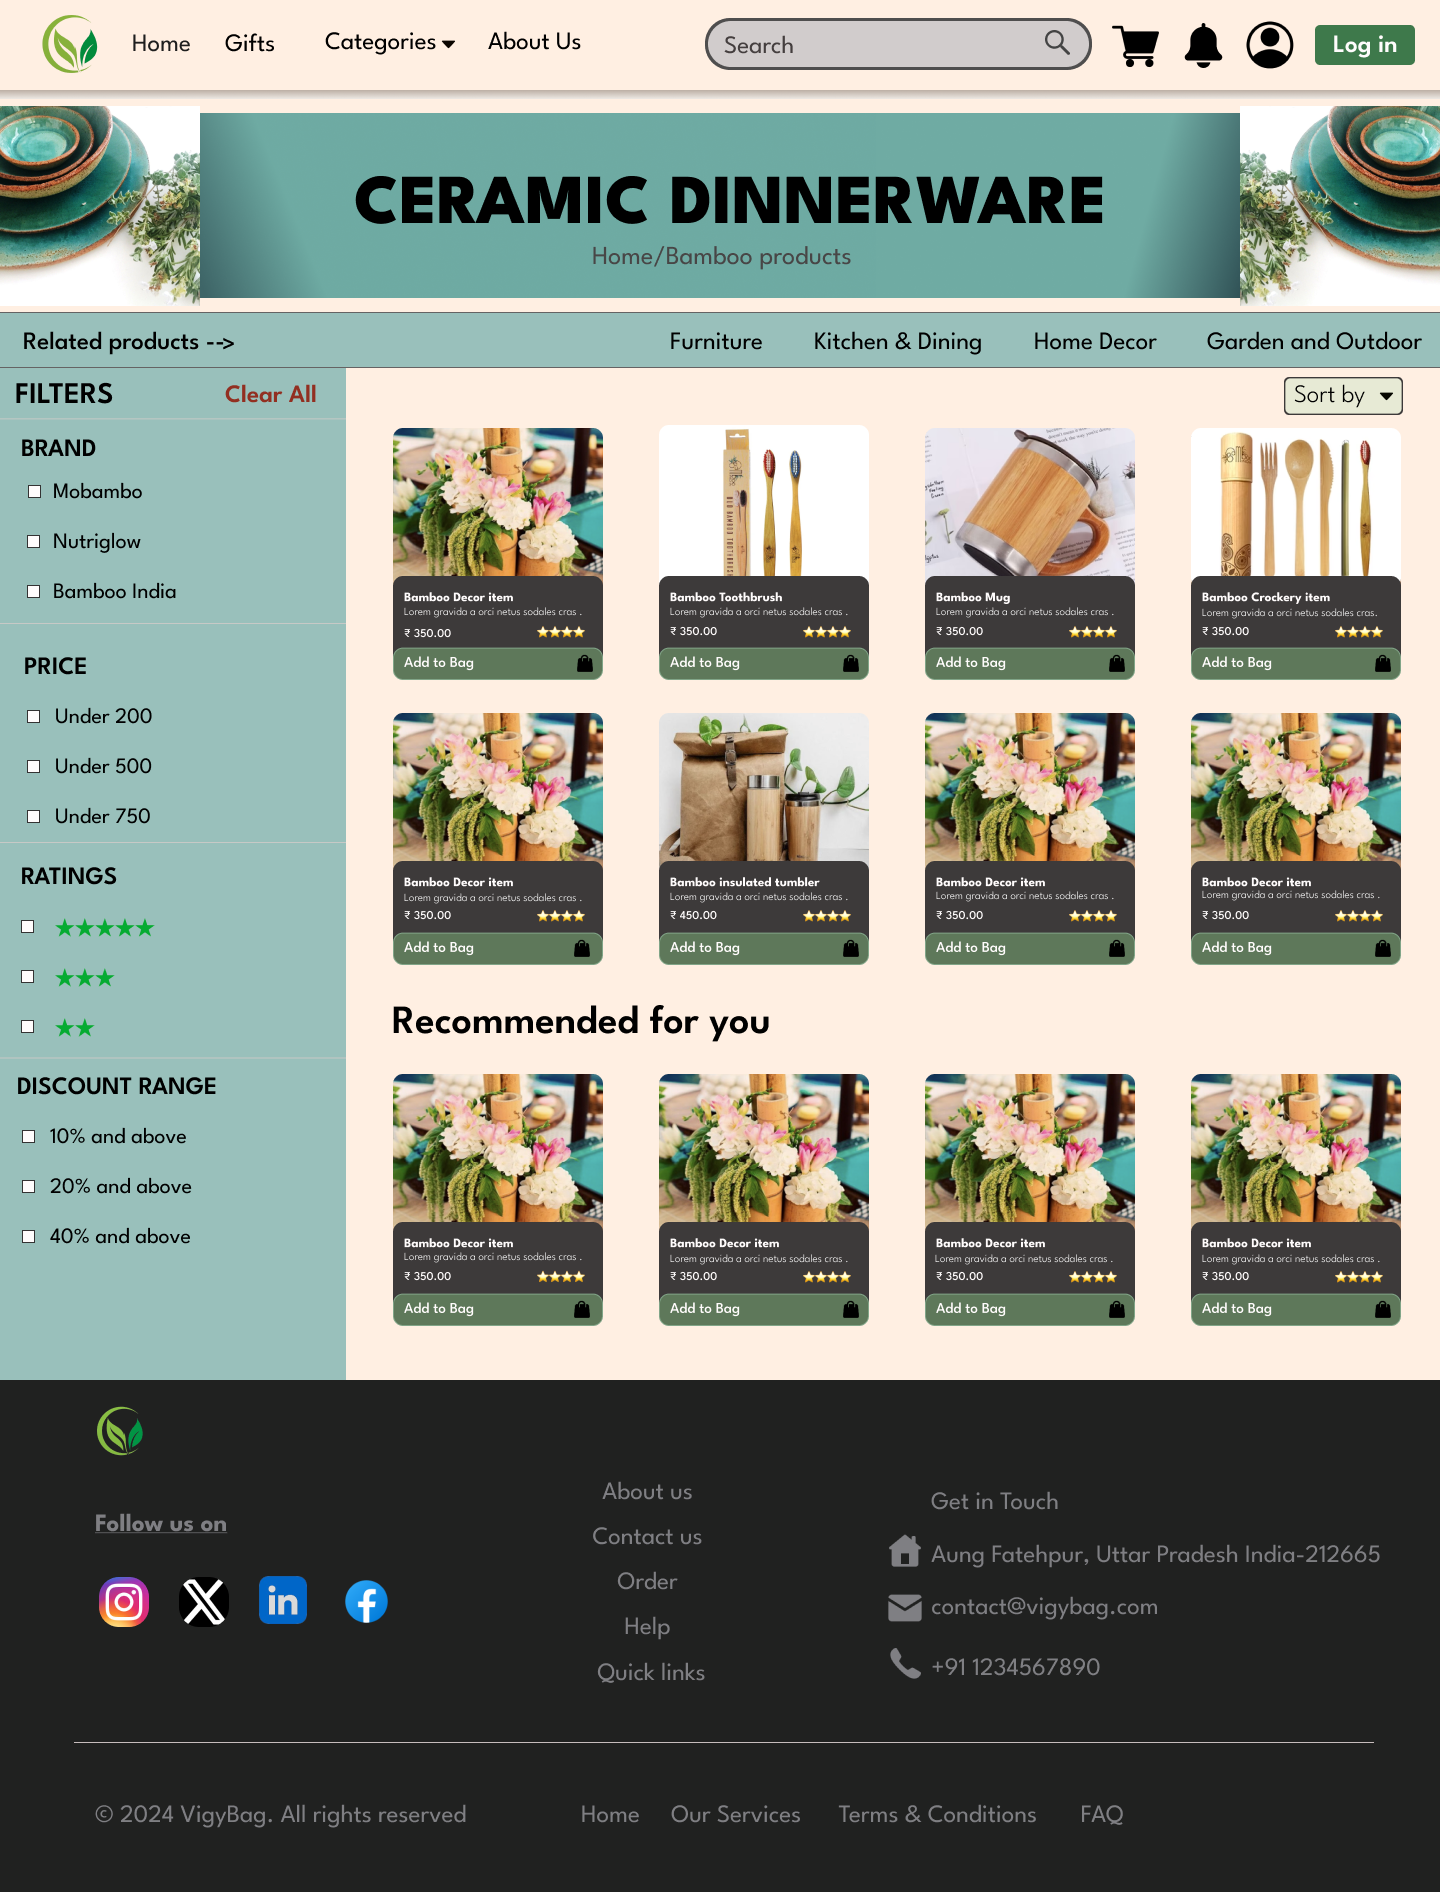 Home Gifts Categories About Us Search Log in
CERAMIC DINNERWARE
Home/Bamboo products
Related products --> Furniture Kitchen & Dining Home Decor Garden and Outdoor
FILTERS Clear All
Sort by
BRAND
Mobambo
Nutriglow
Bamboo India
PRICE
Under 200
Under 500
Under 750
RATINGS
DISCOUNT RANGE
10% and above
20% and above
40% and above
Bamboo Decor item
Lorem gravida a orci netus sodales cras .
₹ 350.00
Add to Bag
Bamboo Toothbrush
Lorem gravida a orci netus sodales cras .
₹ 350.00
Add to Bag
Bamboo Mug
Lorem gravida a orci netus sodales cras .
₹ 350.00
Add to Bag
Bamboo Crockery item
Lorem gravida a orci netus sodales cras.
₹ 350.00
Add to Bag
Bamboo Decor item
Lorem gravida a orci netus sodales cras .
₹ 350.00
Add to Bag
Bamboo insulated tumbler
Lorem gravida a orci netus sodales cras .
₹ 450.00
Add to Bag
Bamboo Decor item
Lorem gravida a orci netus sodales cras .
₹ 350.00
Add to Bag
Bamboo Decor item
Lorem gravida a orci netus sodales cras .
₹ 350.00
Add to Bag
Recommended for you
Bamboo Decor item
Lorem gravida a orci netus sodales cras .
₹ 350.00
Add to Bag
Bamboo Decor item
Lorem gravida a orci netus sodales cras .
₹ 350.00
Add to Bag
Bamboo Decor item
Lorem gravida a orci netus sodales cras .
₹ 350.00
Add to Bag
Bamboo Decor item
Lorem gravida a orci netus sodales cras .
₹ 350.00
Add to Bag
Follow us on
About us
Contact us
Order
Help
Quick links
Get in Touch
Aung Fatehpur, Uttar Pradesh India-212665
contact@vigybag.com
+91 1234567890
© 2024 VigyBag. All rights reserved Home Our Services Terms & Conditions FAQ